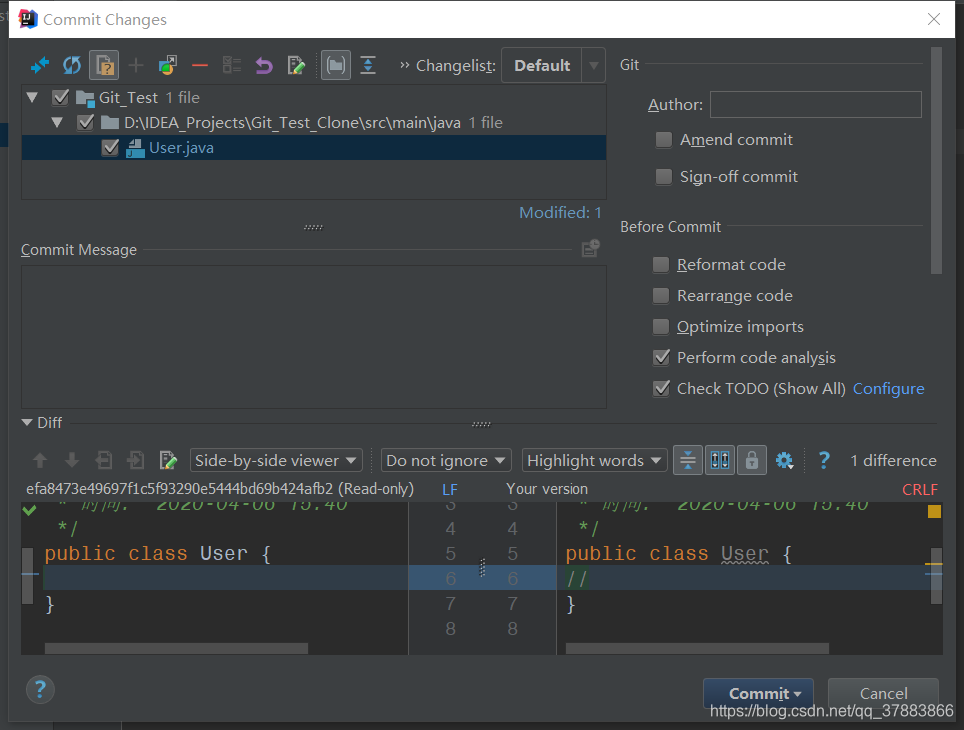 Commit Changes
Changelist: Default
Git_Test 1 file
D:\IDEA_Projects\Git_Test_Clone\src\main\java 1 file
User.java
Modified: 1
Commit Message
Git
Author:
Amend commit
Sign-off commit
Before Commit
Reformat code
Rearrange code
Optimize imports
Perform code analysis
Check TODO (Show All) Configure
Diff
Side-by-side viewer Do not ignore Highlight words ? 1 difference
efa8473e49697f1c5f93290e5444bd69b424afb2 (Read-only) LF Your version CRLF
* 时间: 2020-04-06 15:40 3 3 * 时间: 2020-04-06 15:40
*/ 4 4 */
public class User { 5 5 public class User {
6 6 //
} 7 7 }
8 8
? Commit Cancel
https://blog.csdn.net/qq_37883866